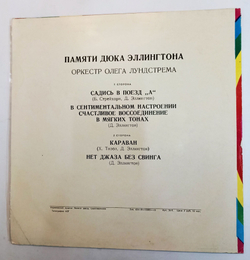 ПАМЯТИ ДЮКА ЭЛЛИНГТОНА
ОРКЕСТР ОЛЕГА ЛУНДСТРЕМА
1 сторона
САДИСЬ В ПОЕЗД „А"
(Б. Стрейхорн, Д. Эллингтон)
В СЕНТИМЕНТАЛЬНОМ НАСТРОЕНИИ
СЧАСТЛИВОЕ ВОССОЕДИНЕНИЕ
В МЯГКИХ ТОНАХ
(Д. Эллингтон)
2 сторона
КАРАВАН
(Х. Тизол, Д. Эллингтон)
НЕТ ДЖАЗА БЕЗ СВИНГА
(Д. Эллингтон)